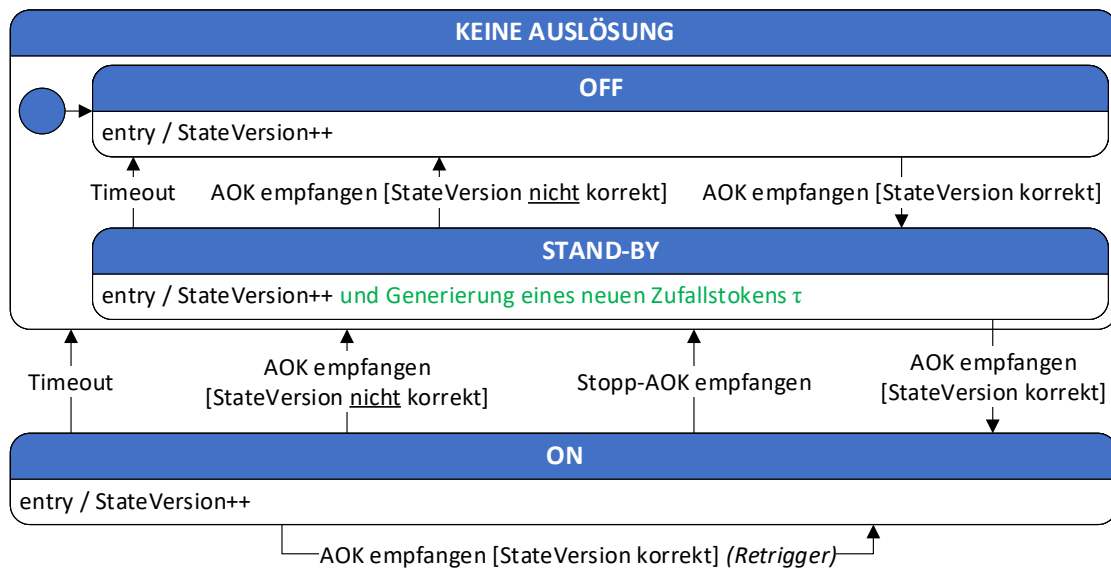 KEINE AUSLÖSUNG
OFF
entry / StateVersion++
Timeout
AOK empfangen [StateVersion nicht korrekt]
AOK empfangen [StateVersion korrekt]
STAND-BY
entry / StateVersion++ und Generierung eines neuen Zufallstokens τ
Timeout
AOK empfangen
[StateVersion nicht korrekt]
Stopp-AOK empfangen
AOK empfangen
[StateVersion korrekt]
ON
entry / StateVersion++
AOK empfangen [StateVersion korrekt] (Retrigger)